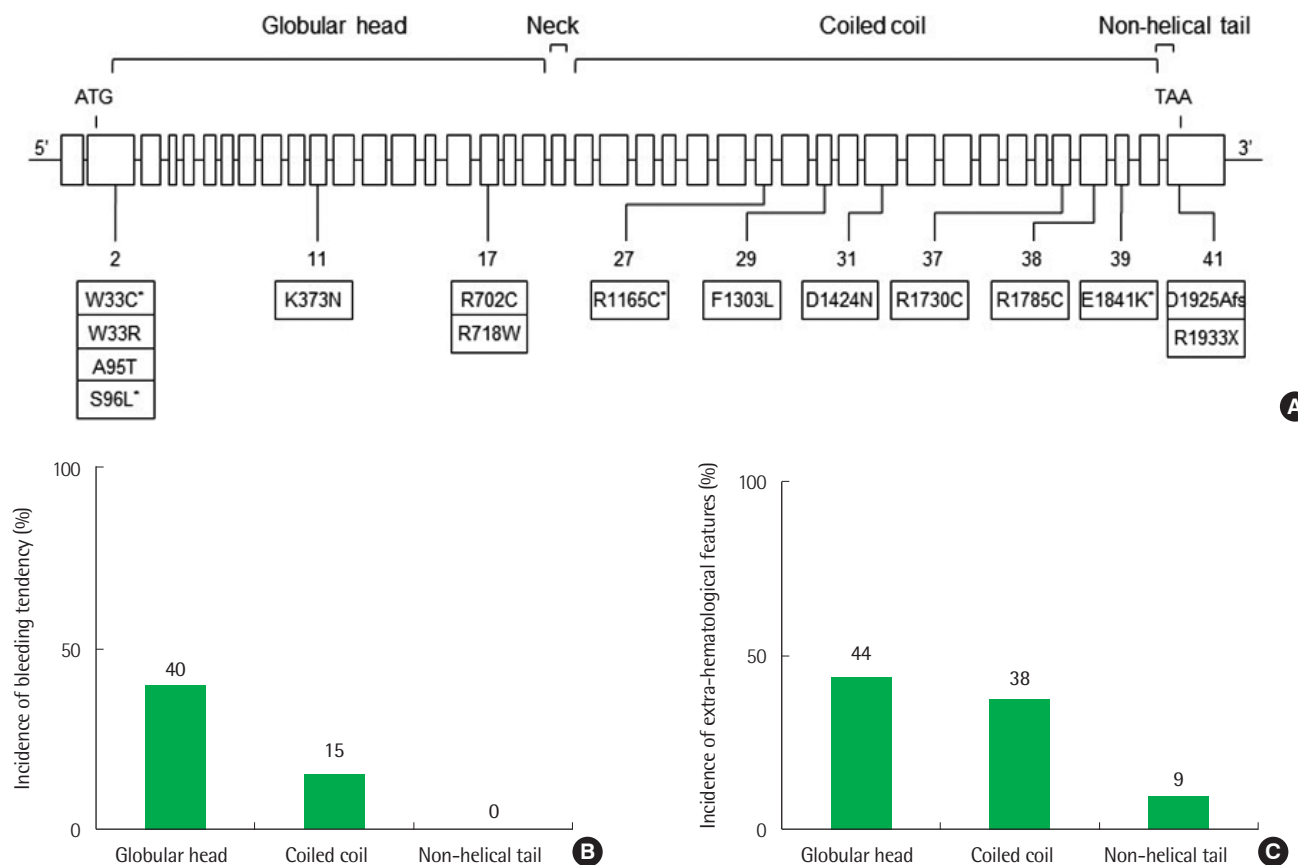 Globular head Neck Coiled coil Non-helical tail
ATG TAA
5' 3'
2 11 17 27 29 31 37 38 39 41
W33C* K373N R702C R1165C* F1303L D1424N R1730C R1785C E1841K* D1925Afs
W33R R718W R1933X
A95T
S96L*
A
Incidence of bleeding tendency (%)
100
50
0
40
15
0
Globular head Coiled coil Non-helical tail
B
Incidence of extra-hematological features (%)
100
50
0
44
38
9
Globular head Coiled coil Non-helical tail
C